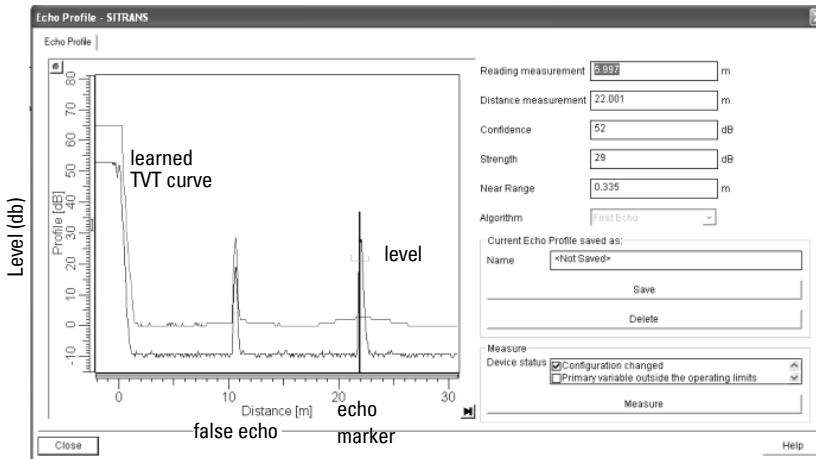 Echo Profile - SITRANS
Echo Profile
Reading measurement 5.997 m
Distance measurement 22.001 m
Confidence 52 dB
Strength 29 dB
Near Range 0.335 m
Algorithm First Echo
Current Echo Profile saved as:
Name <Not Saved>
Save
Delete
Measure
Device status Configuration changed
Primary variable outside the operating limits
Measure
Level (db)
Profile [dB]
80
70
60
50
40
30
20
10
0
-10
learned
TVT curve
level
0 10 20 30
Distance [m]
false echo
echo
marker
Close
Help